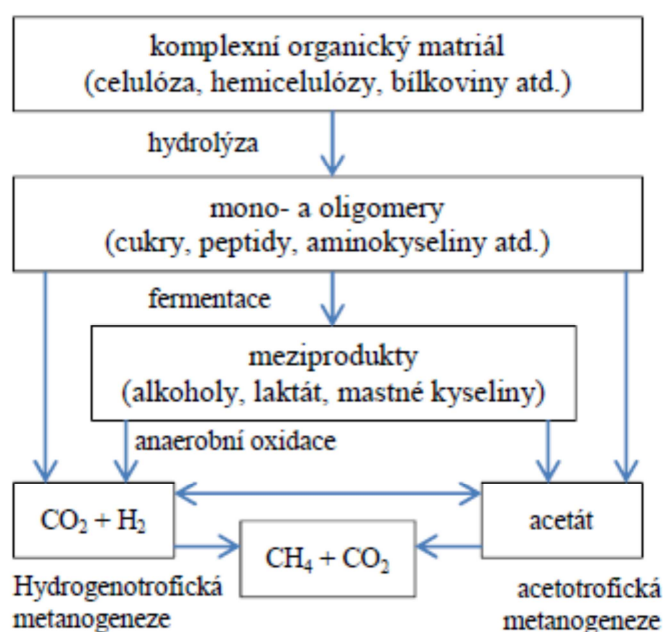 komplexní organický matriál
(celulóza, hemicelulózy, bílkoviny atd.)
hydrolýza
mono- a oligomery
(cukry, peptidy, aminokyseliny atd.)
fermentace
meziprodukty
(alkoholy, laktát, mastné kyseliny)
anaerobní oxidace
CO₂ + H₂
acetát
CH₄ + CO₂
Hydrogenotrofická
metanogeneze
acetotrofická
metanogeneze